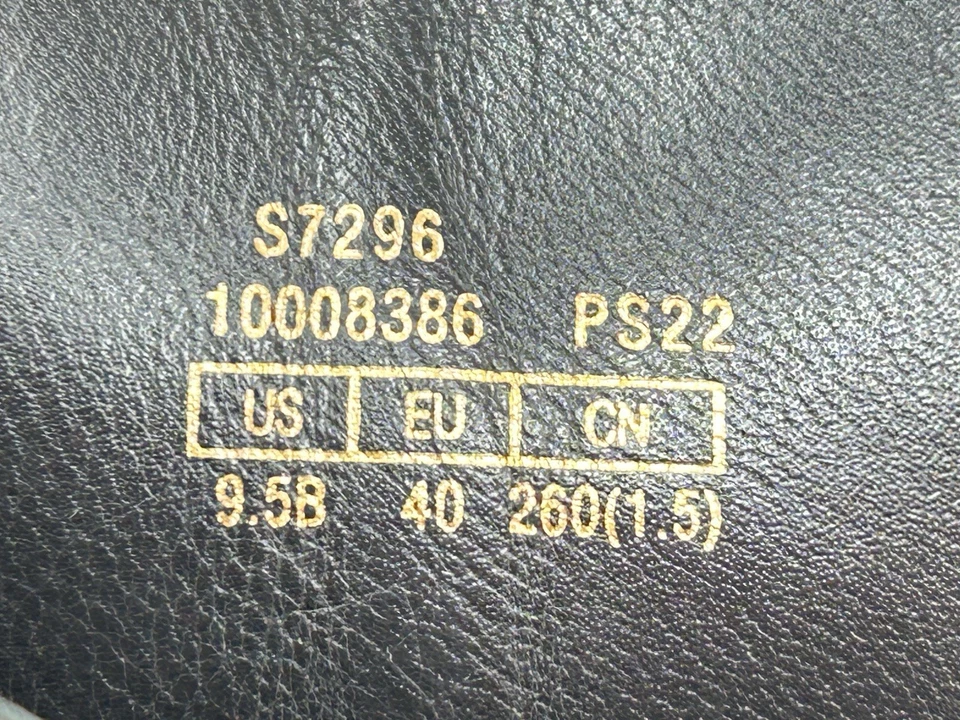 S7296
10008386 PS22
US EU CN
9.5B 40 260(1.5)